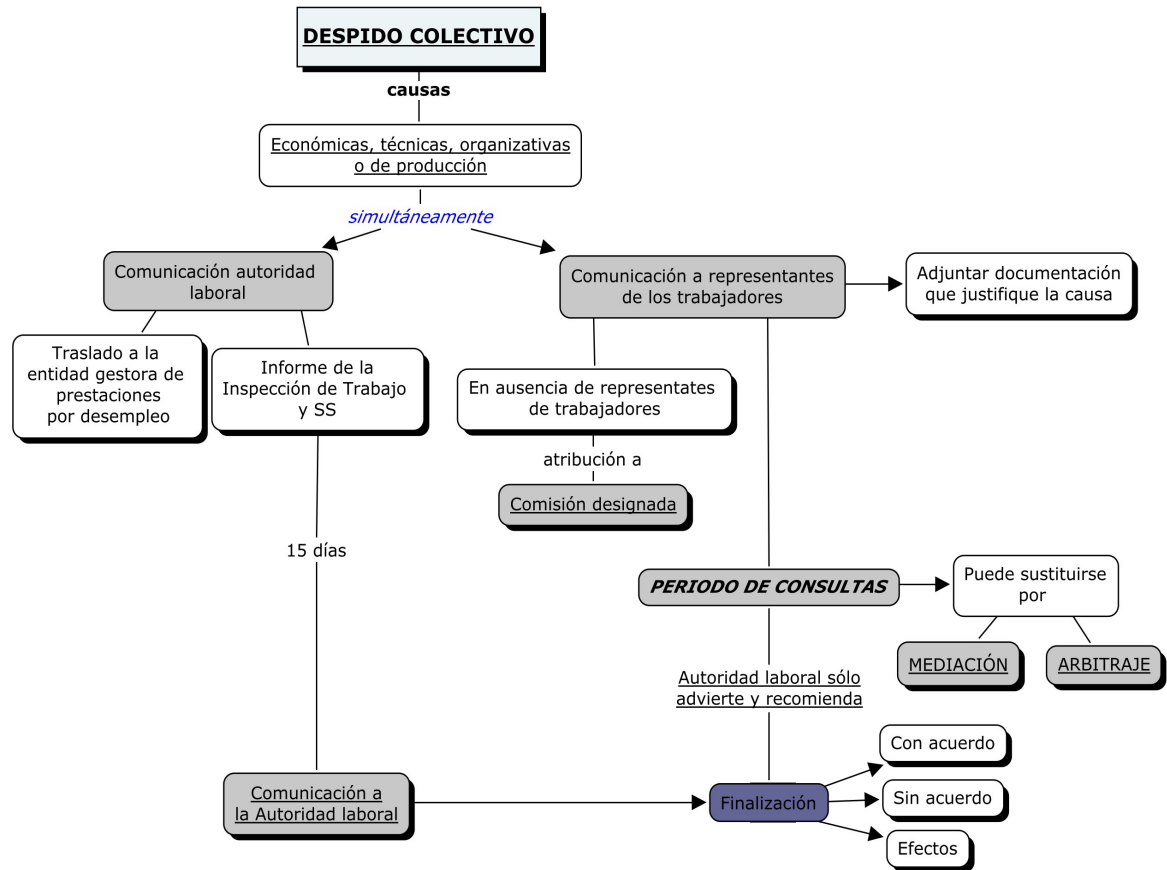 DESPIDO COLECTIVO
causas
Económicas, técnicas, organizativas
o de producción
simultáneamente
Comunicación autoridad
laboral
Comunicación a representantes
de los trabajadores
Adjuntar documentación
que justifique la causa
Traslado a la
entidad gestora de
prestaciones
por desempleo
Informe de la
Inspección de Trabajo
y SS
En ausencia de representates
de trabajadores
atribución a
Comisión designada
15 días
PERIODO DE CONSULTAS
Puede sustituirse
por
MEDIACIÓN
ARBITRAJE
Autoridad laboral sólo
advierte y recomienda
Comunicación a
la Autoridad laboral
Finalización
Con acuerdo
Sin acuerdo
Efectos